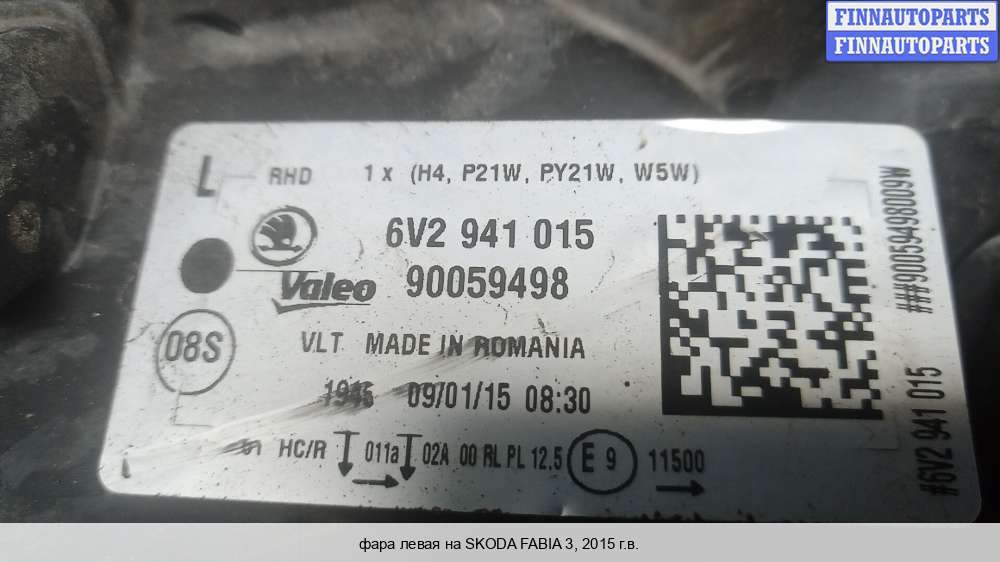 FINNAUTOPARTS
FINNAUTOPARTS
L RHD 1 x (H4, P21W, PY21W, W5W)
6V2 941 015
Valeo 90059498
08S
VLT MADE IN ROMANIA
1945 09/01/15 08:30
HC/R 011a 02A 00 RL PL 12.5 E 9 11500
###90059498009W
#6V2 941 015
фара левая на SKODA FABIA 3, 2015 г.в.